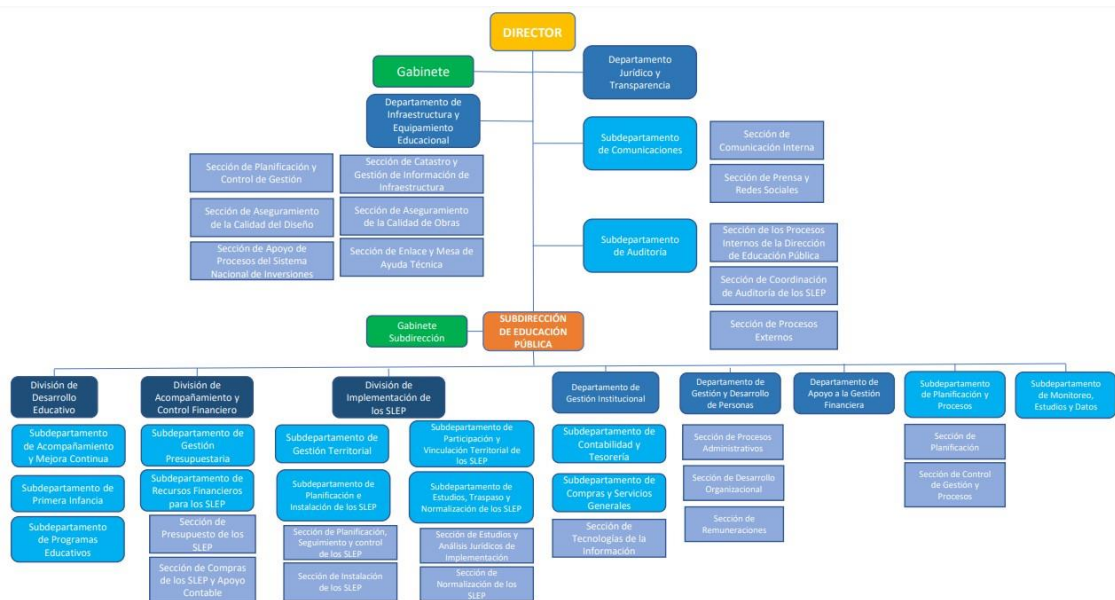 DIRECTOR
Gabinete
Departamento
Jurídico y
Transparencia
Departamento de
Infraestructura y
Equipamiento
Educacional
Subdepartamento
de Comunicaciones
Sección de
Comunicación Interna
Sección de Prensa y
Redes Sociales
Sección de Planificación y
Control de Gestión
Sección de Catastro y
Gestión de Información de
Infraestructura
Sección de Aseguramiento
de la Calidad del Diseño
Sección de Aseguramiento
de la Calidad de Obras
Sección de Apoyo de
Procesos del Sistema
Nacional de Inversiones
Sección de Enlace y Mesa de
Ayuda Técnica
Subdepartamento
de Auditoría
Sección de los Procesos
Internos de la Dirección
de Educación Pública
Sección de Coordinación
de Auditoría de los SLEP
Sección de Procesos
Externos
Gabinete
Subdirección
SUBDIRECCIÓN
DE EDUCACIÓN
PÚBLICA
División de
Desarrollo
Educativo
Subdepartamento
de Acompañamiento
y Mejora Continua
Subdepartamento de
Primera Infancia
Subdepartamento
de Programas
Educativos
División de
Acompañamiento y
Control Financiero
Subdepartamento de
Gestión
Presupuestaria
Subdepartamento de
Recursos Financieros
para los SLEP
Sección de
Presupuesto de los
SLEP
Sección de Compras
de los SLEP y Apoyo
Contable
División de
Implementación de
los SLEP
Subdepartamento de
Gestión Territorial
Subdepartamento de
Planificación e
Instalación de los SLEP
Sección de Planificación,
Seguimiento y control
de los SLEP
Sección de Instalación
de los SLEP
Subdepartamento de
Participación y
Vinculación Territorial de
los SLEP
Subdepartamento de
Estudios, Traspaso y
Normalización de los SLEP
Sección de Estudios y
Análisis Jurídicos de
Implementación
Sección de
Normalización de los
SLEP
Departamento de
Gestión Institucional
Subdepartamento de
Contabilidad y
Tesorería
Subdepartamento de
Compras y Servicios
Generales
Sección de
Tecnologías de la
Información
Departamento de
Gestión y Desarrollo
de Personas
Sección de Procesos
Administrativos
Sección de Desarrollo
Organizacional
Sección de
Remuneraciones
Departamento de
Apoyo a la Gestión
Financiera
Subdepartamento
de Planificación y
Procesos
Sección de
Planificación
Sección de Control
de Gestión y
Procesos
Subdepartamento
de Monitoreo,
Estudios y Datos